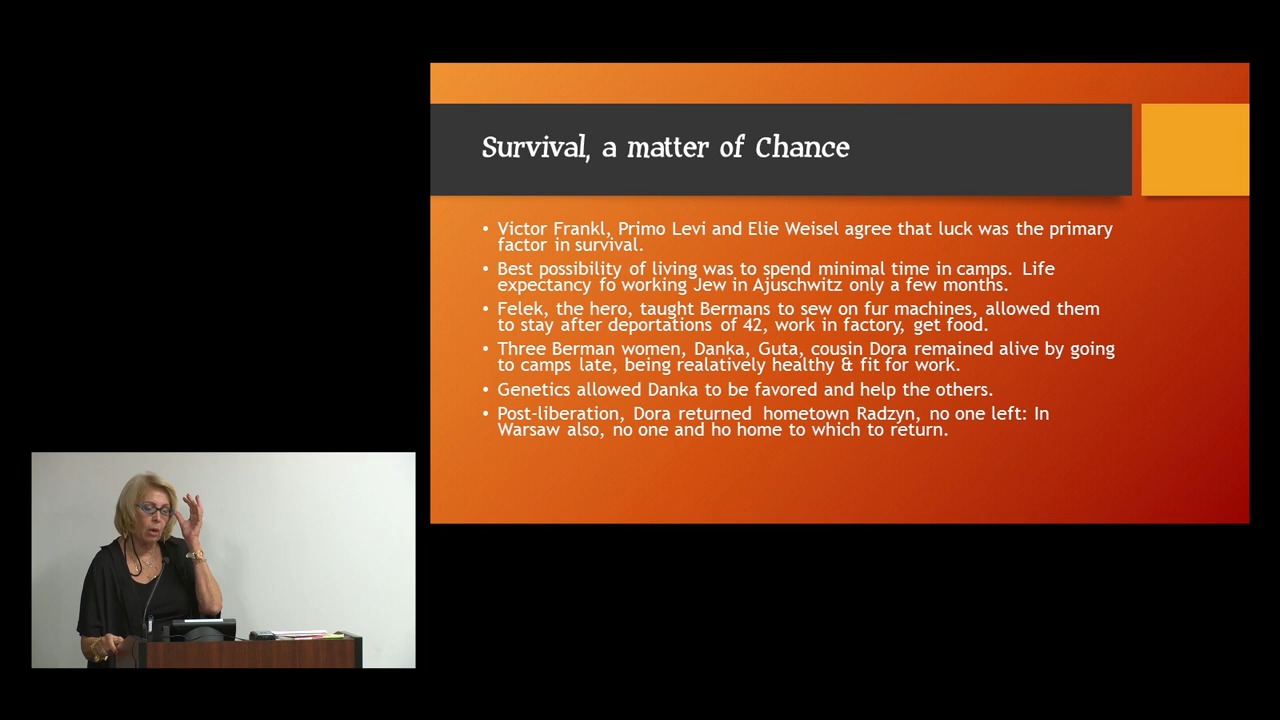 Survival, a matter of Chance
• Victor Frankl, Primo Levi and Elie Weisel agree that luck was the primary
factor in survival.
• Best possibility of living was to spend minimal time in camps. Life
expectancy fo working Jew in Ajuschwitz only a few months.
• Felek, the hero, taught Bermans to sew on fur machines, allowed them
to stay after deportations of 42, work in factory, get food.
• Three Berman women, Danka, Guta, cousin Dora remained alive by going
to camps late, being realatively healthy & fit for work.
• Genetics allowed Danka to be favored and help the others.
• Post-liberation, Dora returned hometown Radzyn, no one left: In
Warsaw also, no one and ho home to which to return.